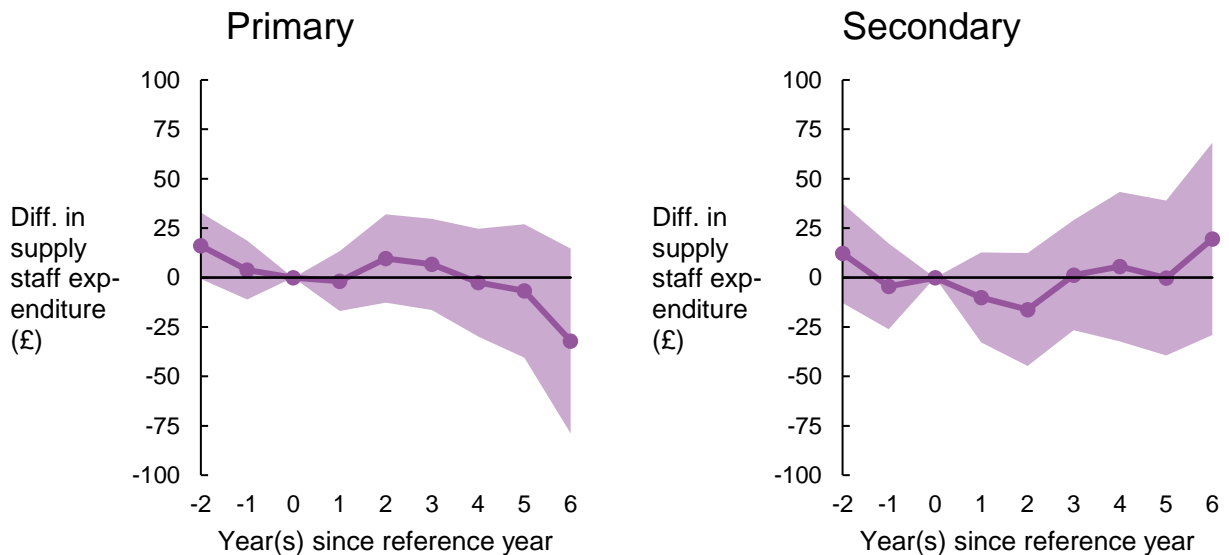 Primary
100
75
50
25
0
-25
-50
-75
-100
Diff. in
supply
staff exp-
enditure
(£)
-2 -1 0 1 2 3 4 5 6
Year(s) since reference year
Secondary
100
75
50
25
0
-25
-50
-75
-100
Diff. in
supply
staff exp-
enditure
(£)
-2 -1 0 1 2 3 4 5 6
Year(s) since reference year